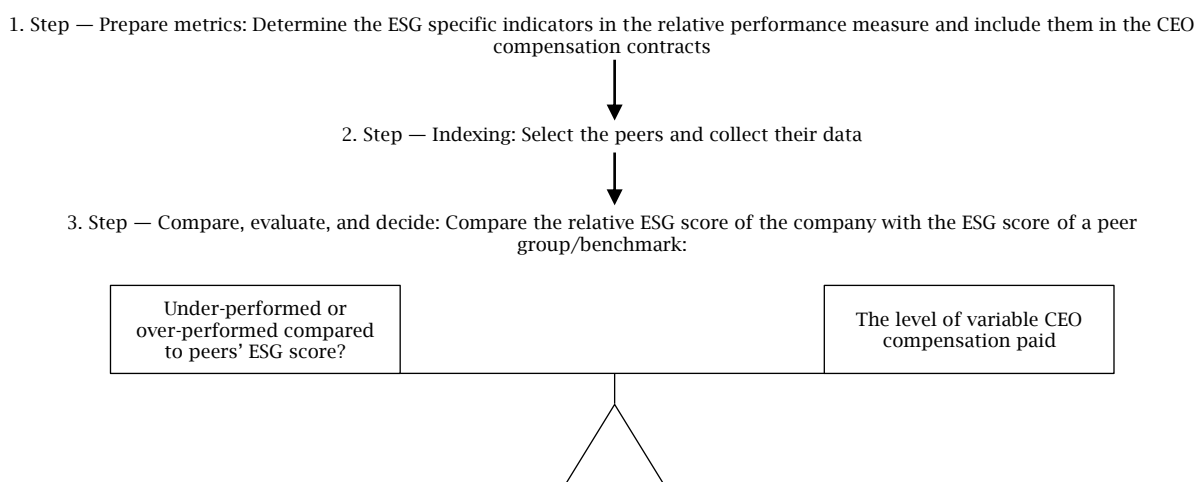 1. Step — Prepare metrics: Determine the ESG specific indicators in the relative performance measure and include them in the CEO
compensation contracts
2. Step — Indexing: Select the peers and collect their data
3. Step — Compare, evaluate, and decide: Compare the relative ESG score of the company with the ESG score of a peer
group/benchmark:
Under-performed or
over-performed compared
to peers’ ESG score?
The level of variable CEO
compensation paid